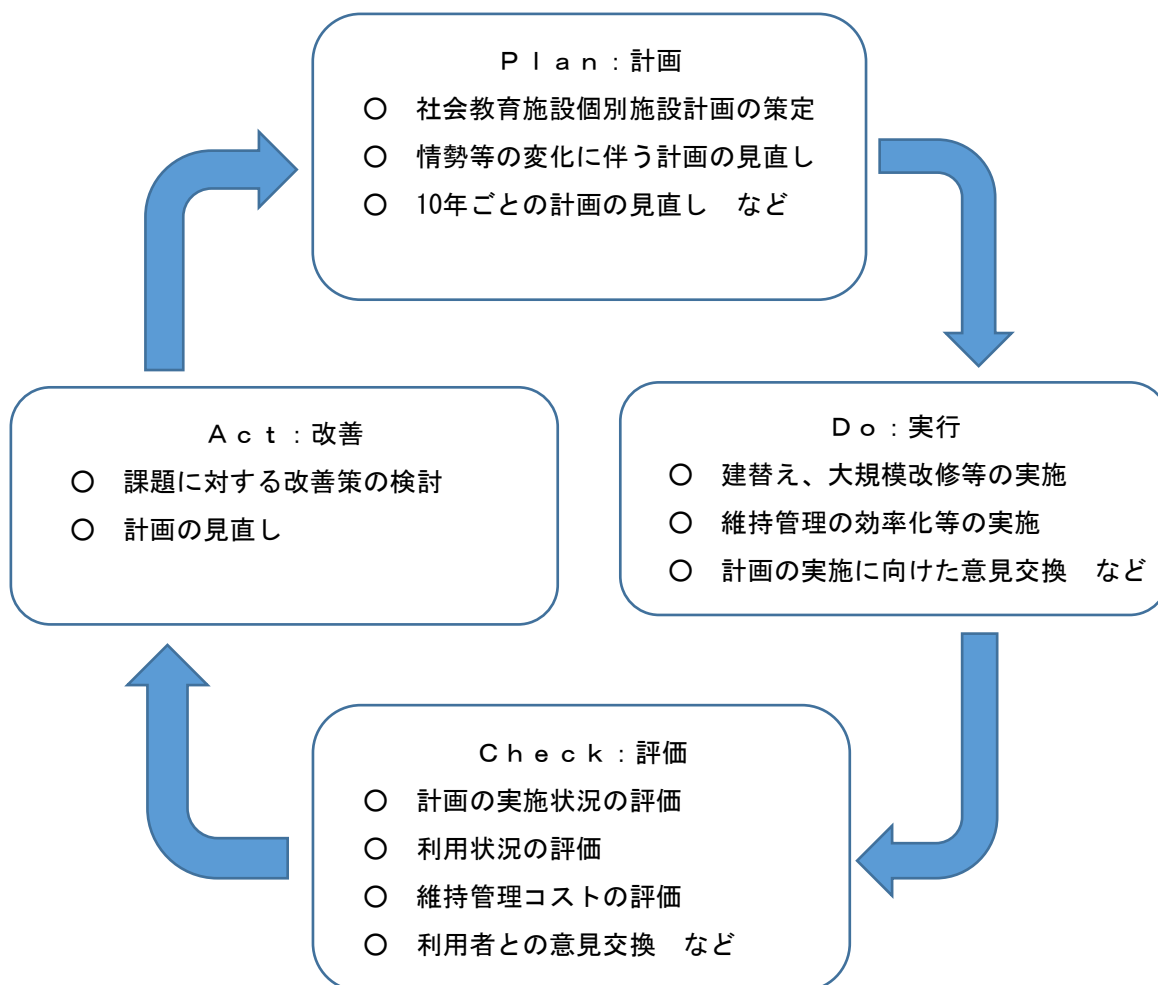 Ｐｌａｎ：計画
〇　社会教育施設個別施設計画の策定
〇　情勢等の変化に伴う計画の見直し
〇　10年ごとの計画の見直し　など
Ａｃｔ：改善
〇　課題に対する改善策の検討
〇　計画の見直し
Ｄｏ：実行
〇　建替え、大規模改修等の実施
〇　維持管理の効率化等の実施
〇　計画の実施に向けた意見交換　など
Ｃｈｅｃｋ：評価
〇　計画の実施状況の評価
〇　利用状況の評価
〇　維持管理コストの評価
〇　利用者との意見交換　など